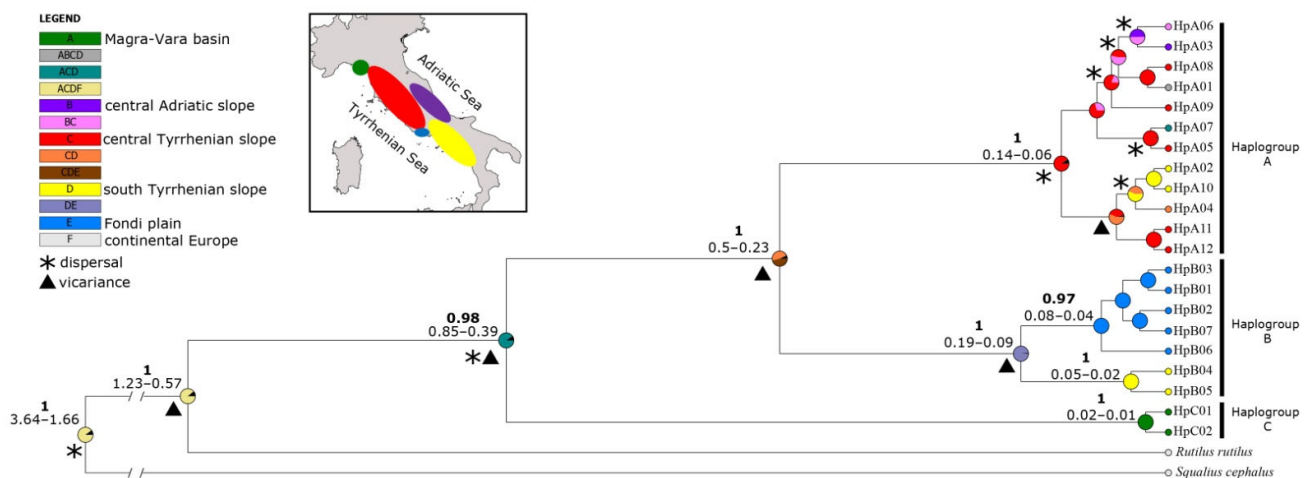 LEGEND
A Magra-Vara basin
ABCD
ACD
ACDF
B central Adriatic slope
BC
C central Tyrrhenian slope
CD
CDE
D south Tyrrhenian slope
DE
E Fondi plain
F continental Europe
dispersal
vicariance
Adriatic Sea
Tyrrhenian Sea
HpA06
HpA03
HpA08
HpA01
HpA09
HpA07
HpA05
HpA02
HpA10
HpA04
HpA11
HpA12
Haplogroup
A
HpB03
HpB01
HpB02
HpB07
HpB06
HpB04
HpB05
Haplogroup
B
HpC01
HpC02
Haplogroup
C
Rutilus rutilus
Squalius cephalus
1
0.14–0.06
1
0.5–0.23
0.97
0.08–0.04
1
0.19–0.09
1
0.05–0.02
0.98
0.85–0.39
1
0.02–0.01
1
1.23–0.57
1
3.64–1.66